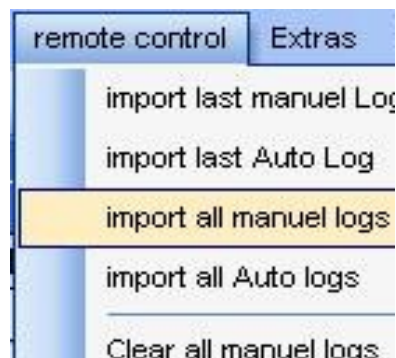 remote control Extras
import last manuel Log
import last Auto Log
import all manuel logs
import all Auto logs
Clear all manuel logs